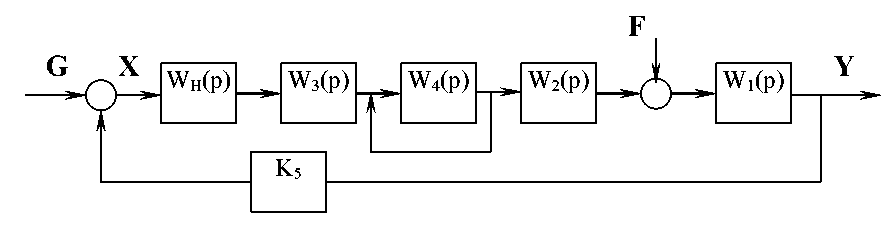 F
G X Y
W_H(p) W_3(p) W_4(p) W_2(p) W_1(p)
K_5